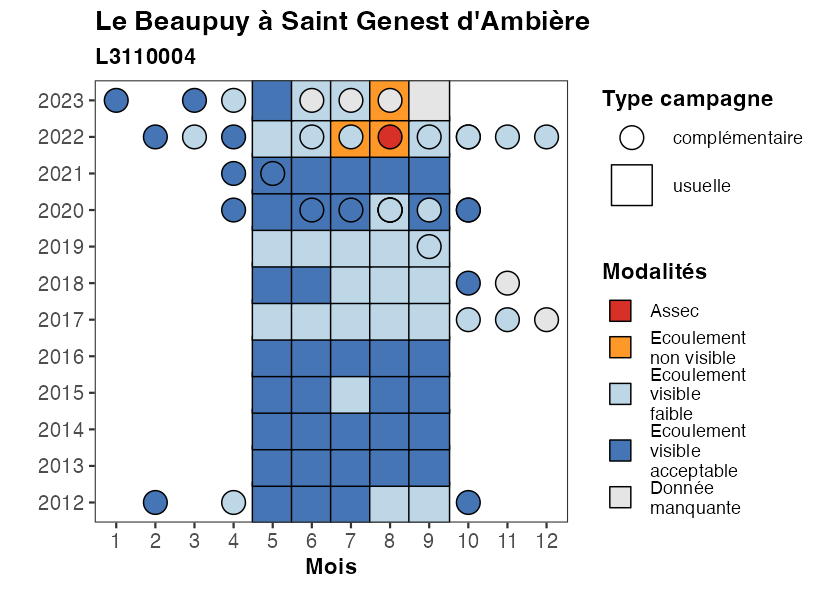 Le Beaupuy à Saint Genest d'Ambière
L3110004
2023
2022
2021
2020
2019
2018
2017
2016
2015
2014
2013
2012
1 2 3 4 5 6 7 8 9 10 11 12
Mois
Type campagne
complémentaire
usuelle
Modalités
Assec
Ecoulement
non visible
Ecoulement
visible
faible
Ecoulement
visible
acceptable
Donnée
manquante